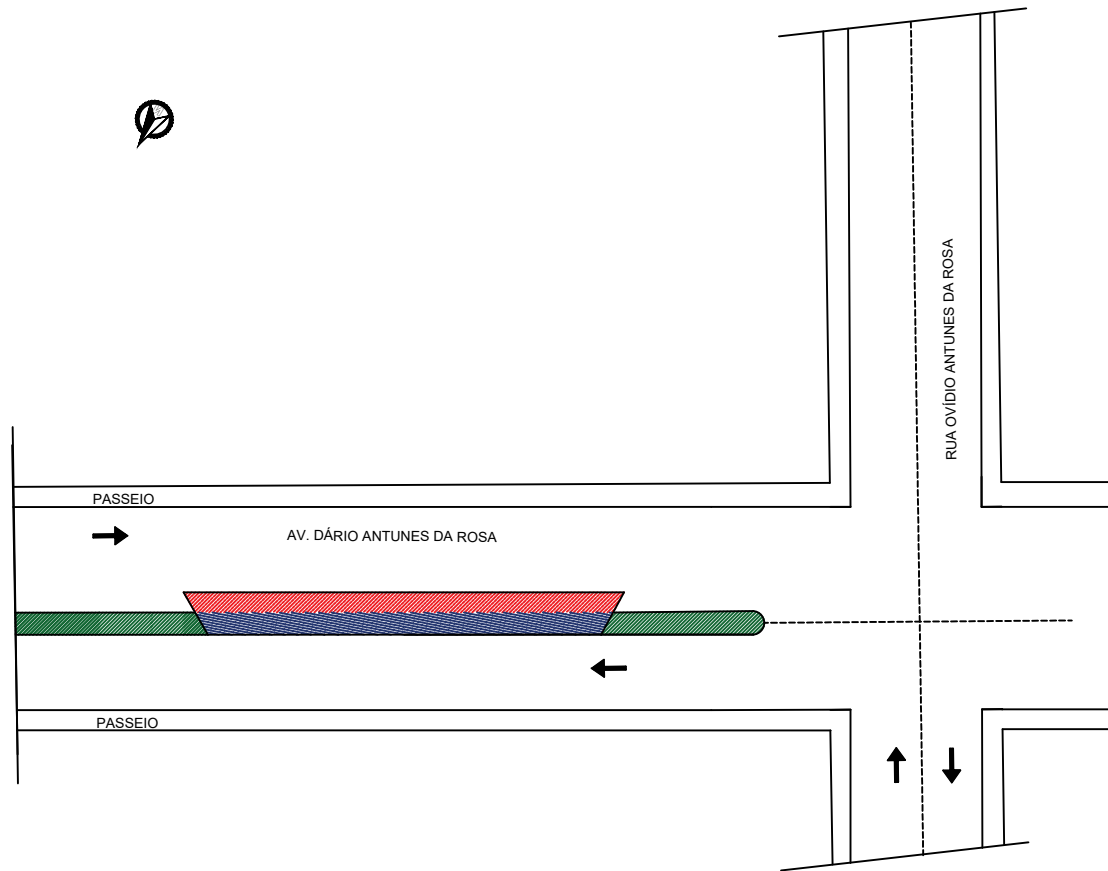 RUA OVÍDIO ANTUNES DA ROSA
PASSEIO
AV. DÁRIO ANTUNES DA ROSA
PASSEIO